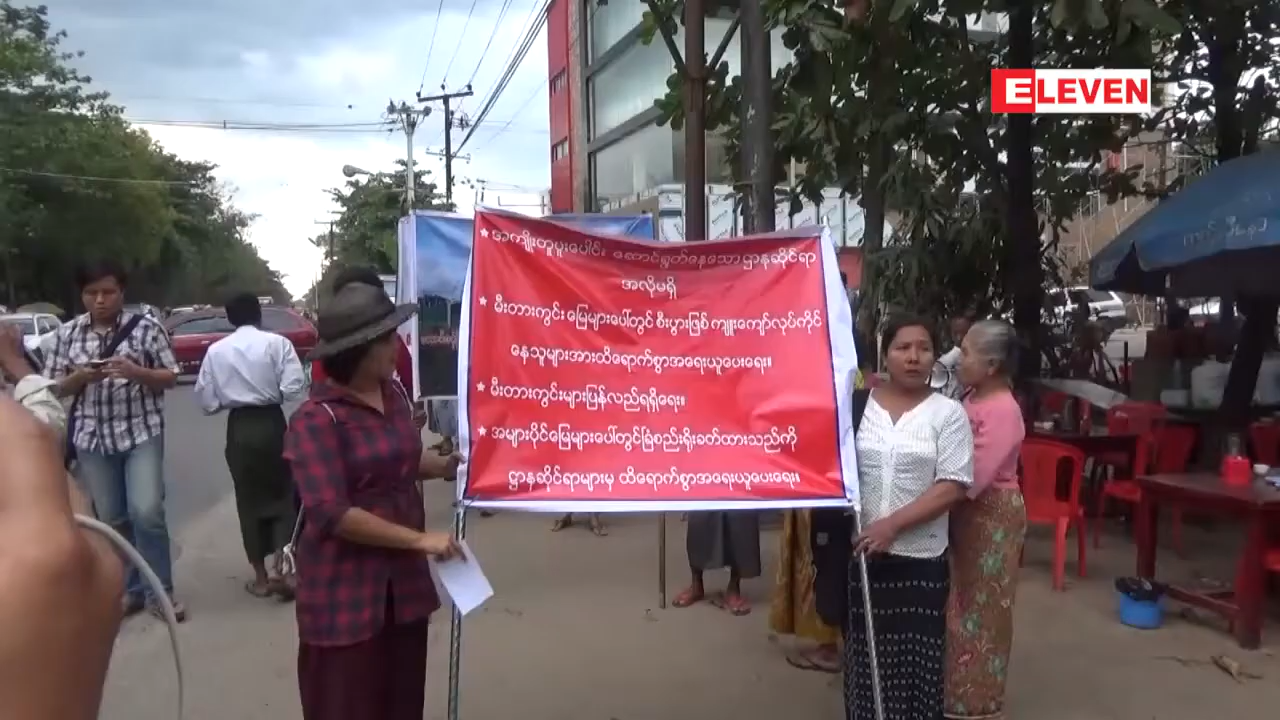 ELEVEN
★ အကျိုးတူပူးပေါင်း ဆောင်ရွက်နေသော ဌာနဆိုင်ရာ
အလိုမရှိ
★ မီးတားကွင်း မြေများပေါ်တွင် စီးပွားဖြစ် ကျူးကျော်လုပ်ကိုင်
နေသူများအားထိရောက်စွာအရေးယူပေးရေး။
★ မီးတားကွင်းများပြန်လည်ရရှိရေး။
★ အများပိုင်မြေများပေါ်တွင်ခြံစည်းရိုးခတ်ထားသည်ကို
ဌာနဆိုင်ရာများမှ ထိရောက်စွာအရေးယူပေးရေး။